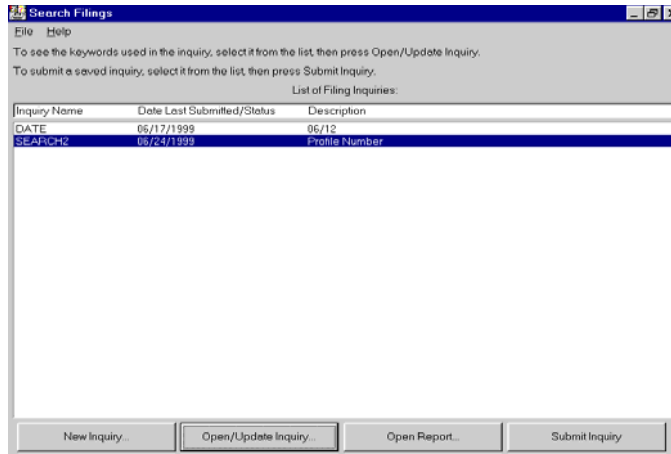 Search Filings
File Help
To see the keywords used in the inquiry, select it from the list, then press Open/Update Inquiry.
To submit a saved inquiry, select it from the list, then press Submit Inquiry.
List of Filing Inquiries:
Inquiry Name Date Last Submitted/Status Description
DATE 06/17/1999 06/12
SEARCH2 06/24/1999 Profile Number
New Inquiry... Open/Update Inquiry... Open Report... Submit Inquiry